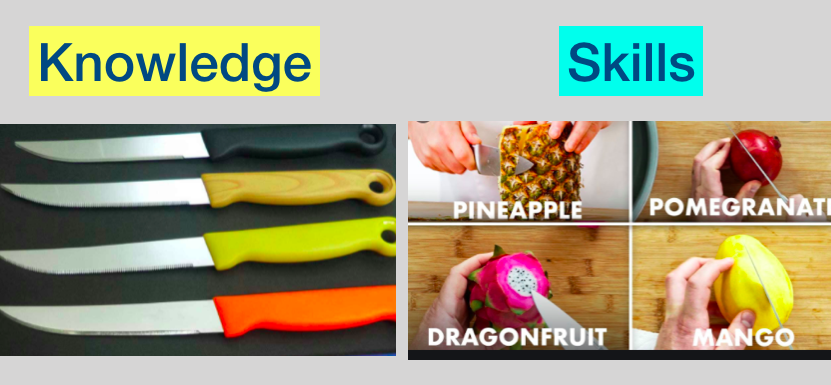 Knowledge
Skills
PINEAPPLE
POMEGRANAT
DRAGONFRUIT
MANGO